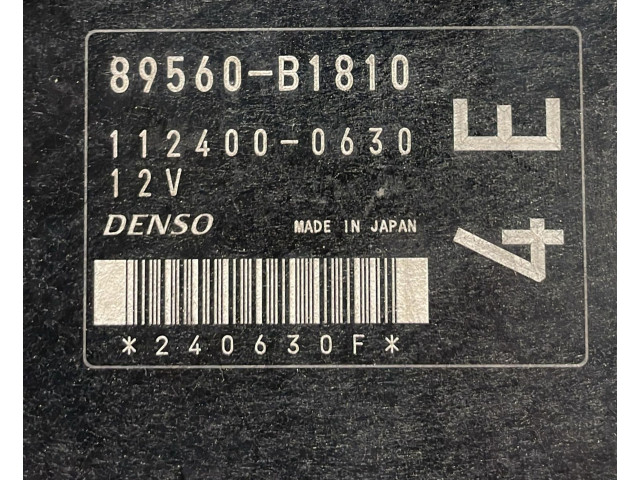 89560-B1810
112400-0630
12V
DENSO MADE IN JAPAN
*240630F*
4E